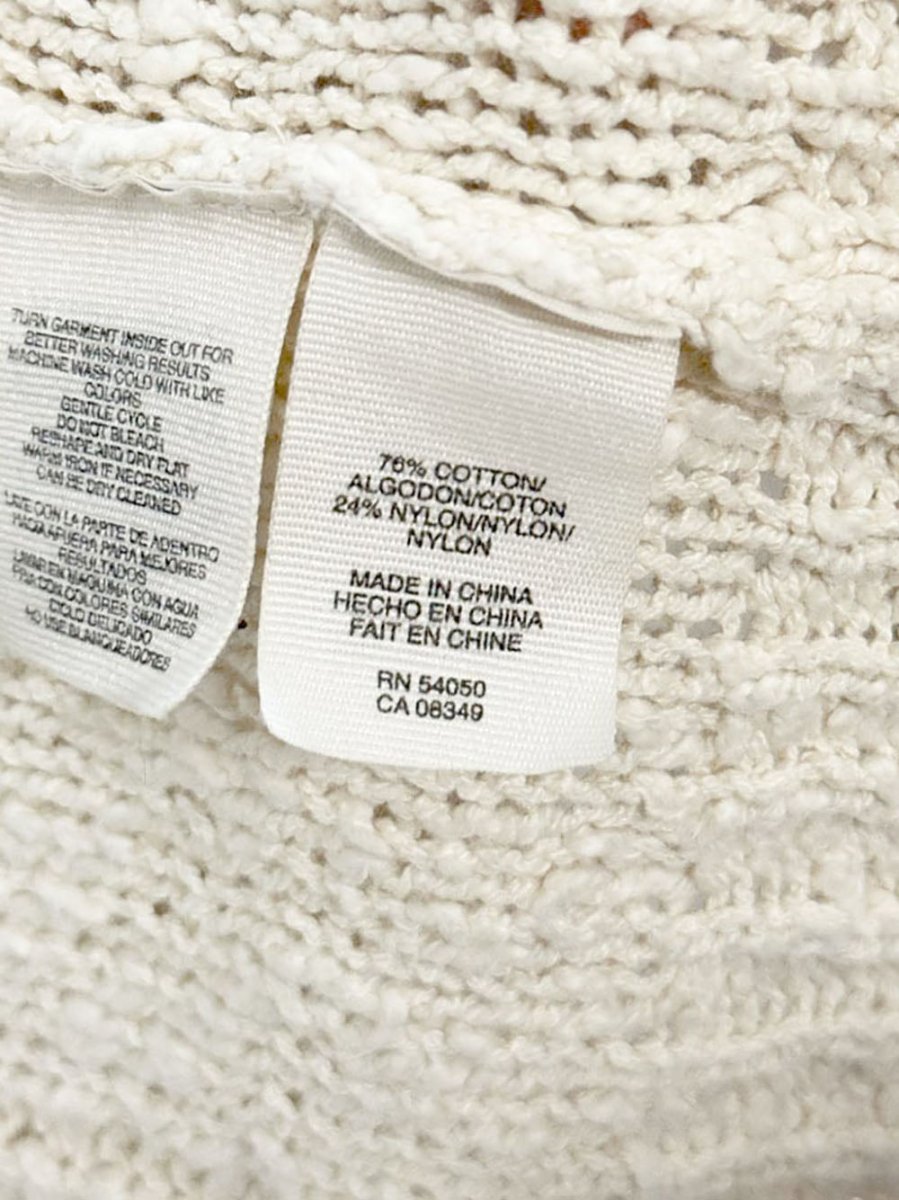 TURN GARMENT INSIDE OUT FOR
BETTER WASHING RESULTS
MACHINE WASH COLD WITH LIKE
COLORS
GENTLE CYCLE
DO NOT BLEACH
RESHAPE AND DRY FLAT
WARM IRON IF NECESSARY
CAN BE DRY CLEANED
LAVE CON LA PARTE DE ADENTRO
HACIA AFUERA PARA MEJORES
RESULTADOS
EN MAQUINA CON AGUA
FRIA CON COLORES SIMILARES
CICLO DELICADO
NO USE BLANQUEADORES
76% COTTON/
ALGODON/COTON
24% NYLON/NYLON/
NYLON
MADE IN CHINA
HECHO EN CHINA
FAIT EN CHINE
RN 54050
CA 08349